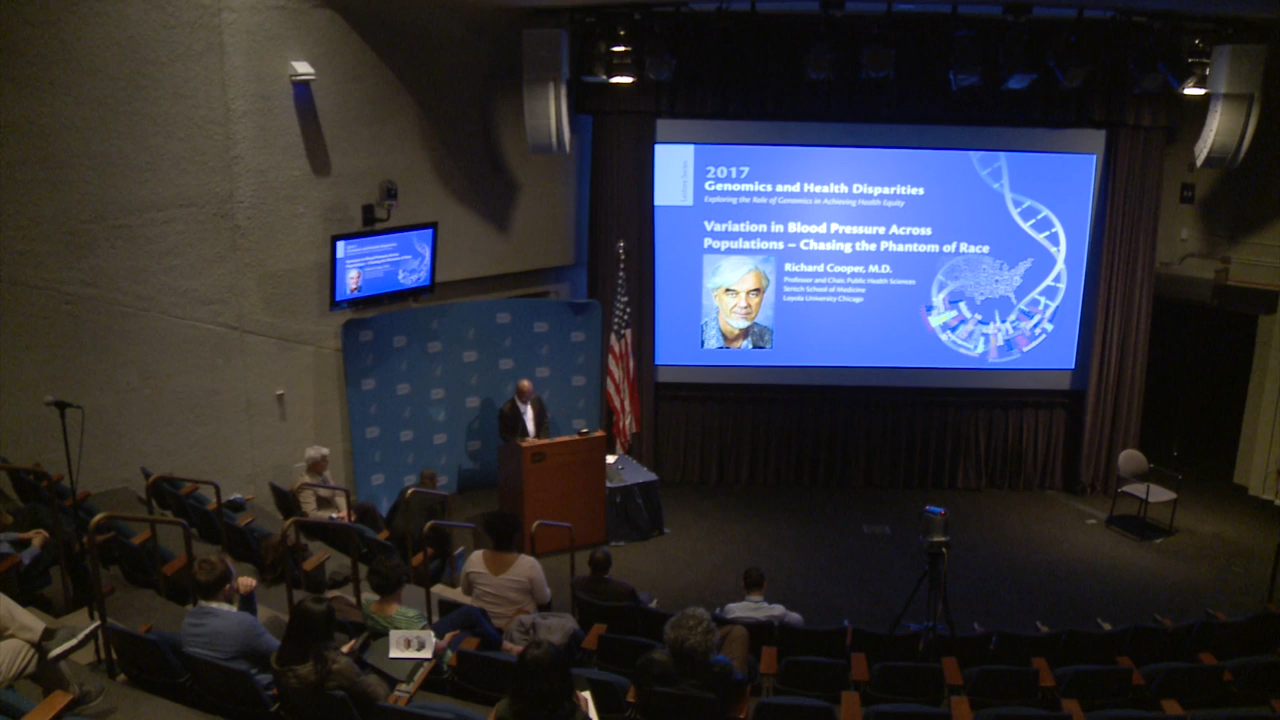 Lecture Series
2017
Genomics and Health Disparities
Exploring the Role of Genomics in Achieving Health Equity
Variation in Blood Pressure Across
Populations – Chasing the Phantom of Race
Richard Cooper, M.D.
Professor and Chair, Public Health Sciences
Stritch School of Medicine
Loyola University Chicago